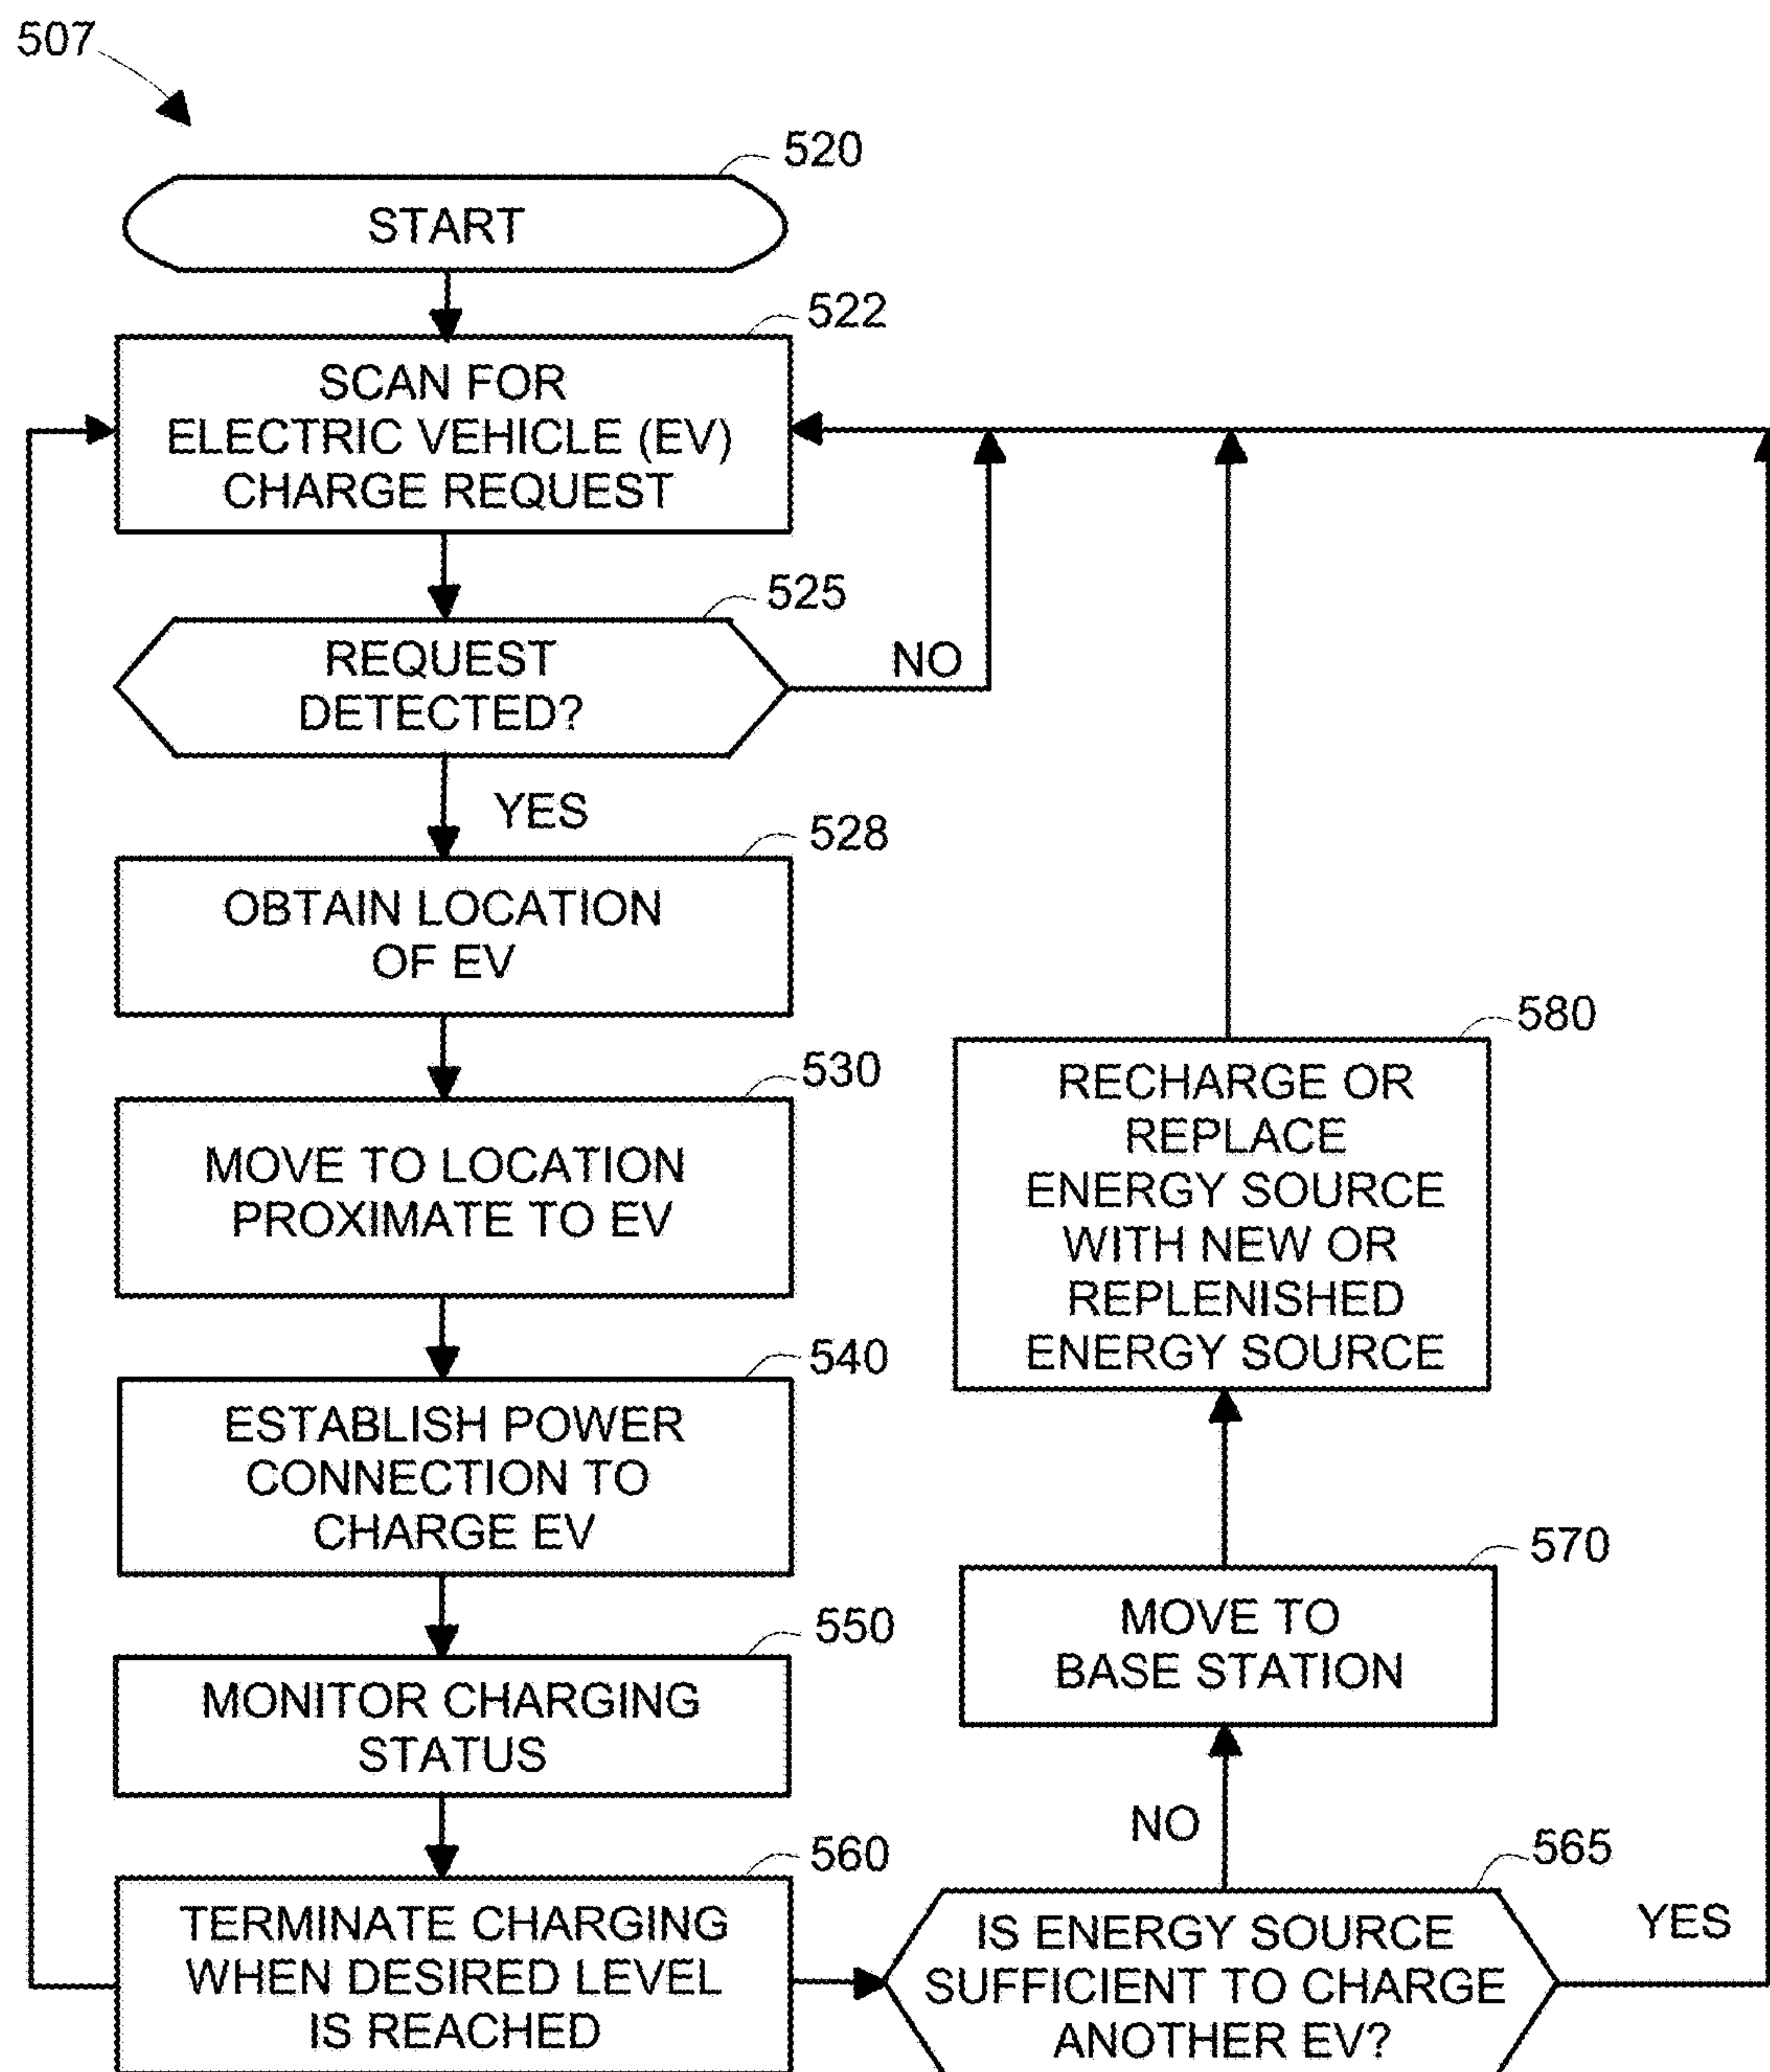 507
520
START
522
SCAN FOR
ELECTRIC VEHICLE (EV)
CHARGE REQUEST
525
REQUEST
DETECTED?
NO
YES
528
OBTAIN LOCATION
OF EV
530
MOVE TO LOCATION
PROXIMATE TO EV
540
ESTABLISH POWER
CONNECTION TO
CHARGE EV
550
MONITOR CHARGING
STATUS
560
TERMINATE CHARGING
WHEN DESIRED LEVEL
IS REACHED
565
IS ENERGY SOURCE
SUFFICIENT TO CHARGE
ANOTHER EV?
YES
NO
570
MOVE TO
BASE STATION
580
RECHARGE OR
REPLACE
ENERGY SOURCE
WITH NEW OR
REPLENISHED
ENERGY SOURCE